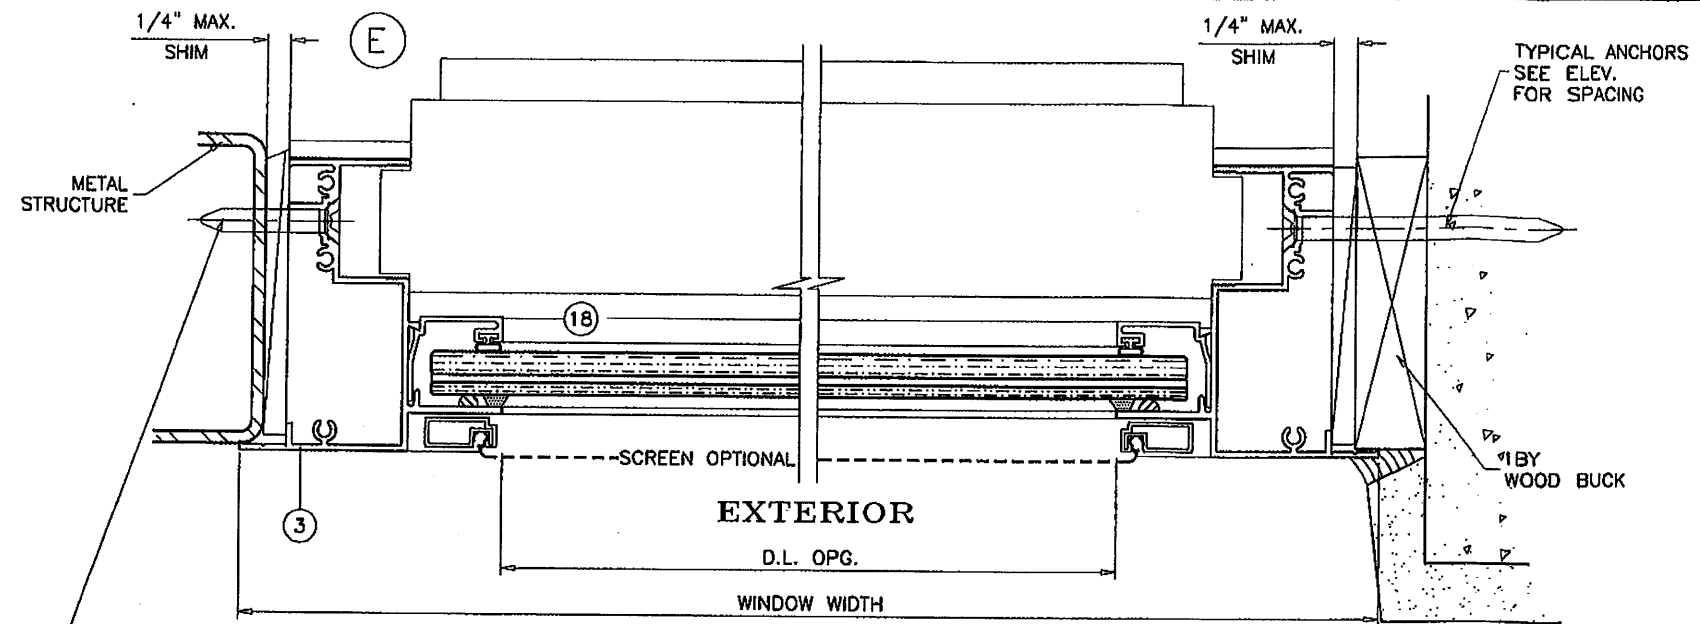 1/4" MAX.
SHIM
E
1/4" MAX.
SHIM
TYPICAL ANCHORS
SEE ELEV.
FOR SPACING
METAL
STRUCTURE
18
SCREEN OPTIONAL
1BY
WOOD BUCK
3
EXTERIOR
D.L. OPG.
WINDOW WIDTH